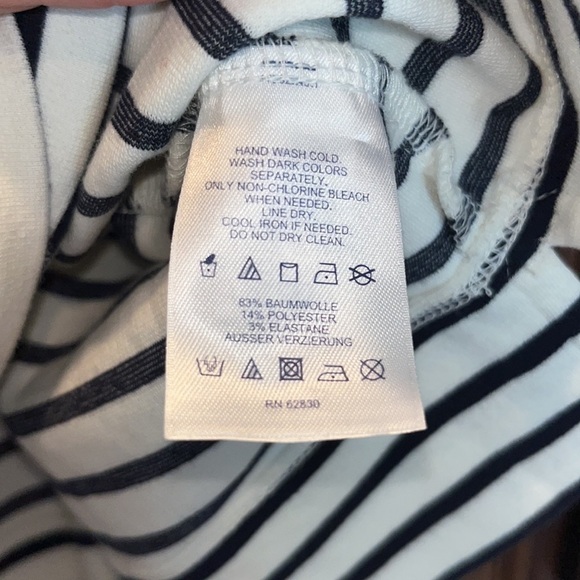 HAND WASH COLD.
WASH DARK COLORS
SEPARATELY.
ONLY NON-CHLORINE BLEACH
WHEN NEEDED.
LINE DRY.
COOL IRON IF NEEDED.
DO NOT DRY CLEAN.
83% BAUMWOLLE
14% POLYESTER
3% ELASTANE
AUSSER VERZIERUNG
RN 62830